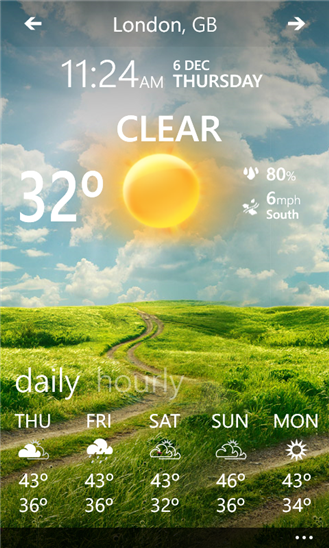 London, GB
11:24AM
6 DEC
THURSDAY
CLEAR
32º
80%
6mph
South
daily hourly
THU FRI SAT SUN MON
43º 43º 43º 46º 43º
36º 36º 32º 36º 34º